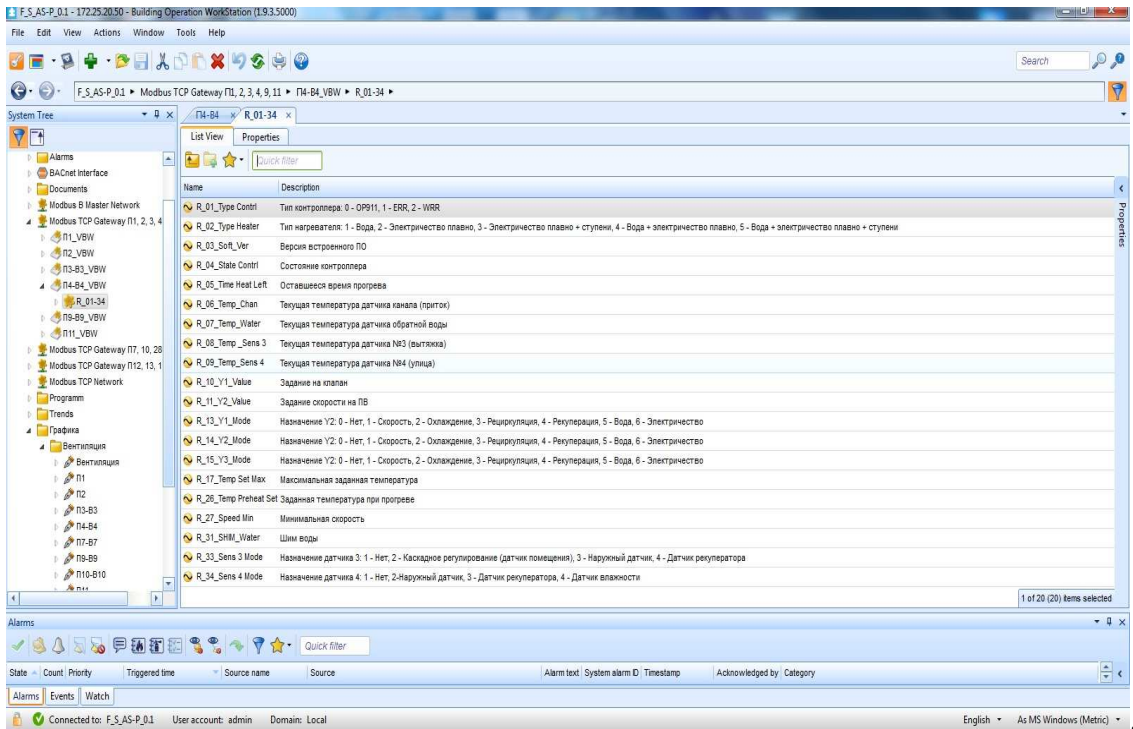 F_S_AS-P_0.1 - 172.25.20.50 - Building Operation WorkStation (1.9.3.5000)
File Edit View Actions Window Tools Help
Search
F_S_AS-P_0.1 ▸ Modbus TCP Gateway П1, 2, 3, 4, 9, 11 ▸ П4-В4_VBW ▸ R_01-34 ▸
System Tree
Alarms
BACnet Interface
Documents
Modbus B Master Network
Modbus TCP Gateway П1, 2, 3, 4
П1_VBW
П2_VBW
П3-В3_VBW
П4-В4_VBW
R_01-34
П9-В9_VBW
П11_VBW
Modbus TCP Gateway П7, 10, 28
Modbus TCP Gateway П12, 13, 1
Modbus TCP Network
Programm
Trends
Графика
Вентиляция
Вентиляция
П1
П2
П3-В3
П4-В4
П7-В7
П9-В9
П10-В10
П11
П4-В4 R_01-34
List View Properties
Quick filter
Name Description
R_01_Type Contrl Тип контроллера: 0 - OP911, 1 - ERR, 2 - WRR
R_02_Type Heater Тип нагревателя: 1 - Вода, 2 - Электричество плавно, 3 - Электричество плавно + ступени, 4 - Вода + электричество плавно, 5 - Вода + электричество плавно + ступени
R_03_Soft_Ver Версия встроенного ПО
R_04_State Contrl Состояние контроллера
R_05_Time Heat Left Оставшееся время прогрева
R_06_Temp_Chan Текущая температура датчика канала (приток)
R_07_Temp_Water Текущая температура датчика обратной воды
R_08_Temp _Sens 3 Текущая температура датчика №3 (вытяжка)
R_09_Temp_Sens 4 Текущая температура датчика №4 (улица)
R_10_Y1_Value Задание на клапан
R_11_Y2_Value Задание скорости на ПВ
R_13_Y1_Mode Назначение Y2: 0 - Нет, 1 - Скорость, 2 - Охлаждение, 3 - Рециркуляция, 4 - Рекуперация, 5 - Вода, 6 - Электричество
R_14_Y2_Mode Назначение Y2: 0 - Нет, 1 - Скорость, 2 - Охлаждение, 3 - Рециркуляция, 4 - Рекуперация, 5 - Вода, 6 - Электричество
R_15_Y3_Mode Назначение Y2: 0 - Нет, 1 - Скорость, 2 - Охлаждение, 3 - Рециркуляция, 4 - Рекуперация, 5 - Вода, 6 - Электричество
R_17_Temp Set Max Максимальная заданная температура
R_26_Temp Preheat Set Заданная температура при прогреве
R_27_Speed Min Минимальная скорость
R_31_SHIM_Water Шим воды
R_33_Sens 3 Mode Назначение датчика 3: 1 - Нет, 2 - Каскадное регулирование (датчик помещения), 3 - Наружный датчик, 4 - Датчик рекуператора
R_34_Sens 4 Mode Назначение датчика 4: 1 - Нет, 2-Наружный датчик, 3 - Датчик рекуператора, 4 - Датчик влажности
1 of 20 (20) items selected
Properties
Alarms
Quick filter
State Count Priority Triggered time Source name Source Alarm text System alarm ID Timestamp Acknowledged by Category
Alarms Events Watch
Connected to: F_S_AS-P_0.1 User account: admin Domain: Local English As MS Windows (Metric)